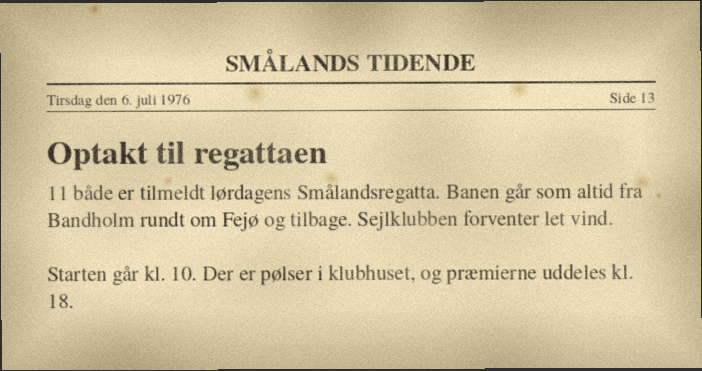 SMÅLANDS TIDENDE
Tirsdag den 6. juli 1976
Side 13
Optakt til regattaen
11 både er tilmeldt lørdagens Smålandsregatta. Banen går som altid fra
Bandholm rundt om Fejø og tilbage. Sejlklubben forventer let vind.
Starten går kl. 10. Der er pølser i klubhuset, og præmierne uddeles kl.
18.